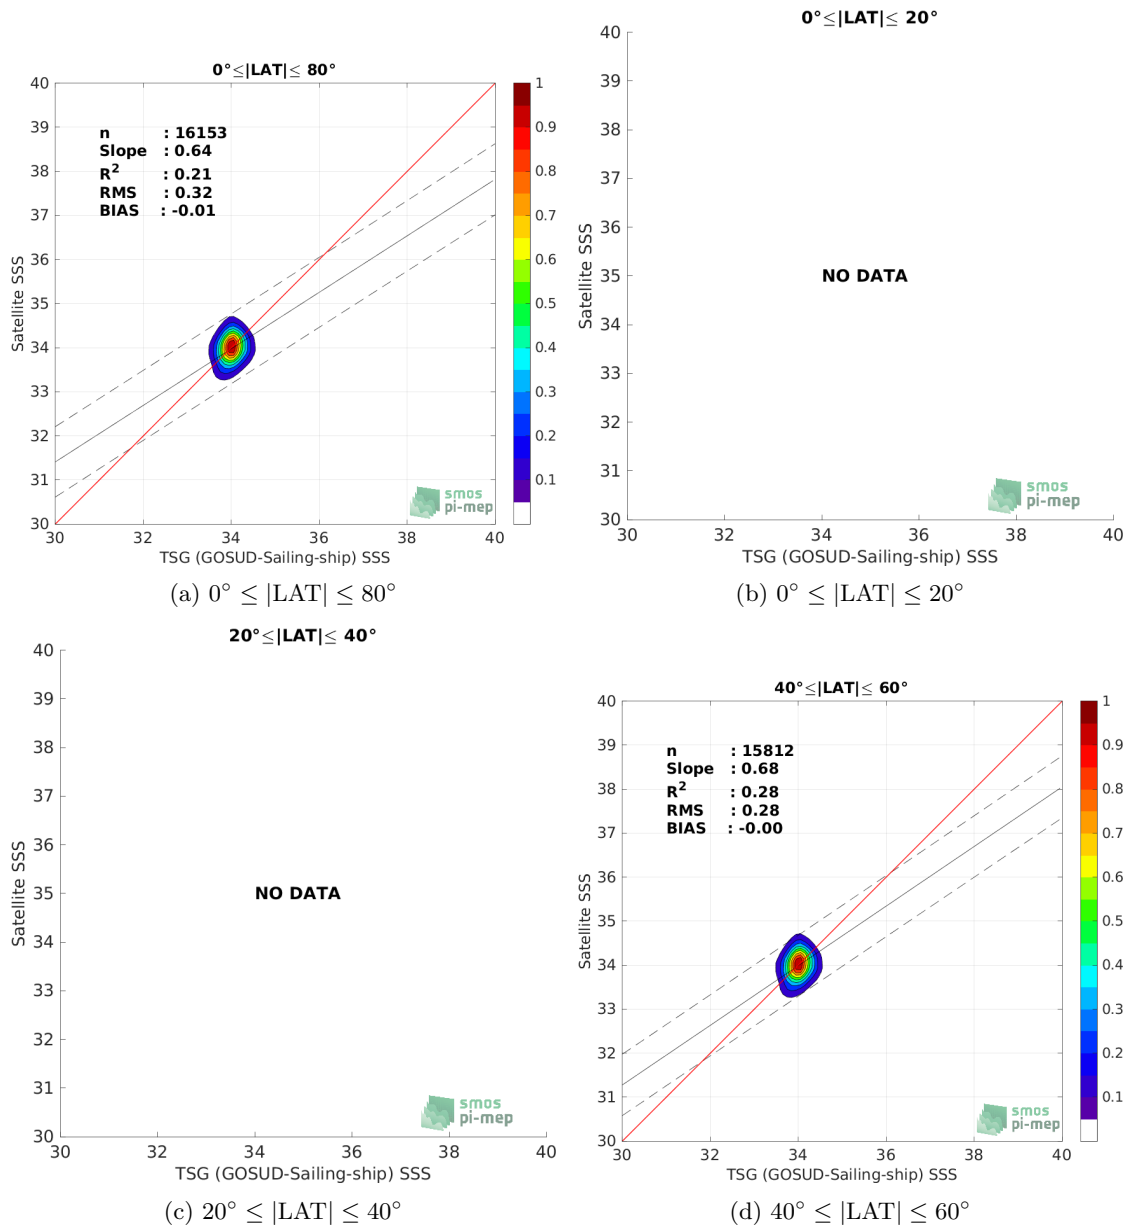 0°≤|LAT|≤ 80°
n : 16153
Slope : 0.64
R2 : 0.21
RMS : 0.32
BIAS : -0.01
40
39
38
37
36
35
34
33
32
31
30
Satellite SSS
30 32 34 36 38 40
TSG (GOSUD-Sailing-ship) SSS
1
0.9
0.8
0.7
0.6
0.5
0.4
0.3
0.2
0.1
smos
pi-mep
(a) 0° ≤ |LAT| ≤ 80°
0°≤|LAT|≤ 20°
40
39
38
37
36
35
34
33
32
31
30
Satellite SSS
NO DATA
30 32 34 36 38 40
TSG (GOSUD-Sailing-ship) SSS
smos
pi-mep
(b) 0° ≤ |LAT| ≤ 20°
20°≤|LAT|≤ 40°
40
39
38
37
36
35
34
33
32
31
30
Satellite SSS
NO DATA
30 32 34 36 38 40
TSG (GOSUD-Sailing-ship) SSS
smos
pi-mep
(c) 20° ≤ |LAT| ≤ 40°
40°≤|LAT|≤ 60°
n : 15812
Slope : 0.68
R2 : 0.28
RMS : 0.28
BIAS : -0.00
40
39
38
37
36
35
34
33
32
31
30
Satellite SSS
30 32 34 36 38 40
TSG (GOSUD-Sailing-ship) SSS
1
0.9
0.8
0.7
0.6
0.5
0.4
0.3
0.2
0.1
smos
pi-mep
(d) 40° ≤ |LAT| ≤ 60°